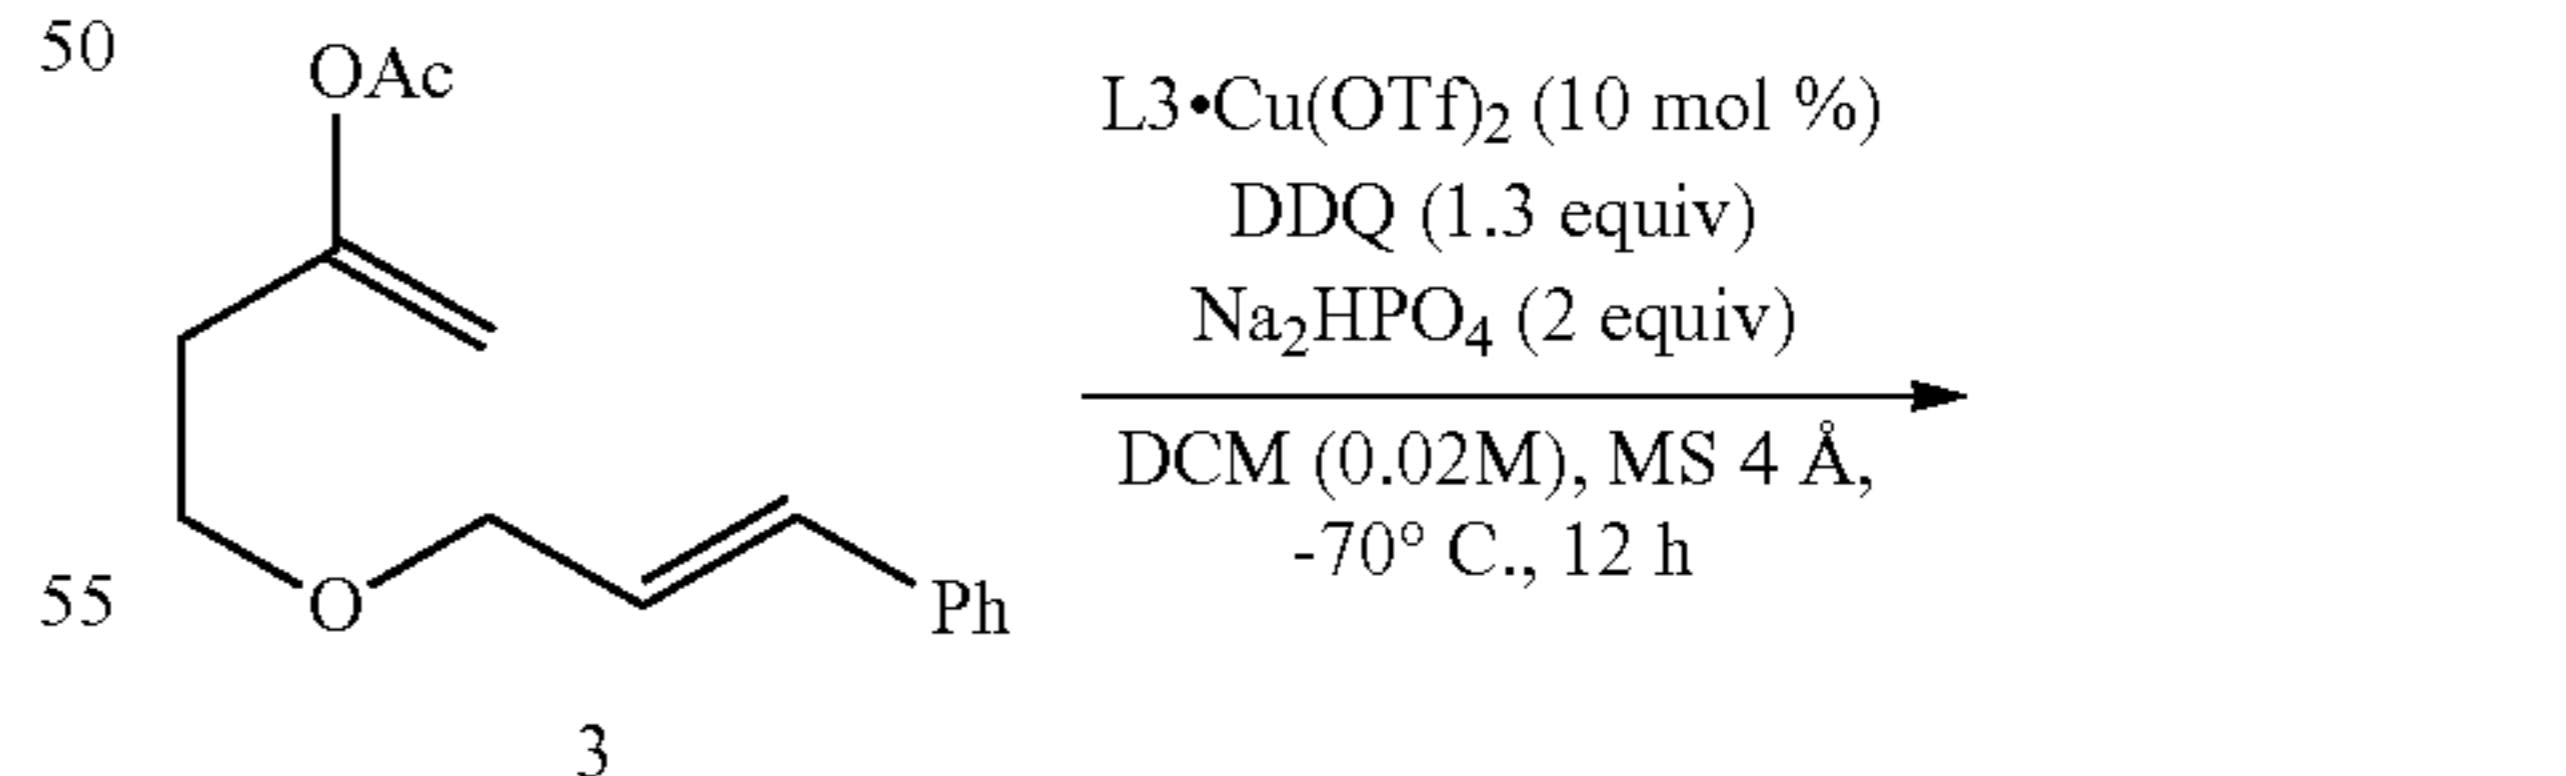 50
OAc
L3•Cu(OTf)₂ (10 mol %)
DDQ (1.3 equiv)
Na₂HPO₄ (2 equiv)
DCM (0.02M), MS 4 Å,
-70° C., 12 h
55
O
Ph
3